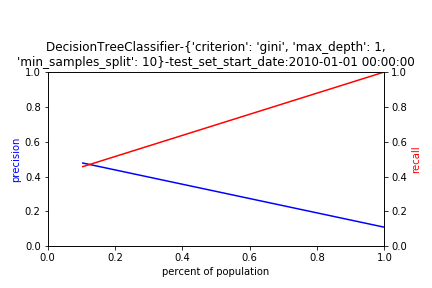 DecisionTreeClassifier-{'criterion': 'gini', 'max_depth': 1,
'min_samples_split': 10}-test_set_start_date:2010-01-01 00:00:00
1.0
0.8
0.6
0.4
0.2
0.0
precision
1.0
0.8
0.6
0.4
0.2
0.0
recall
0.0 0.2 0.4 0.6 0.8 1.0
percent of population